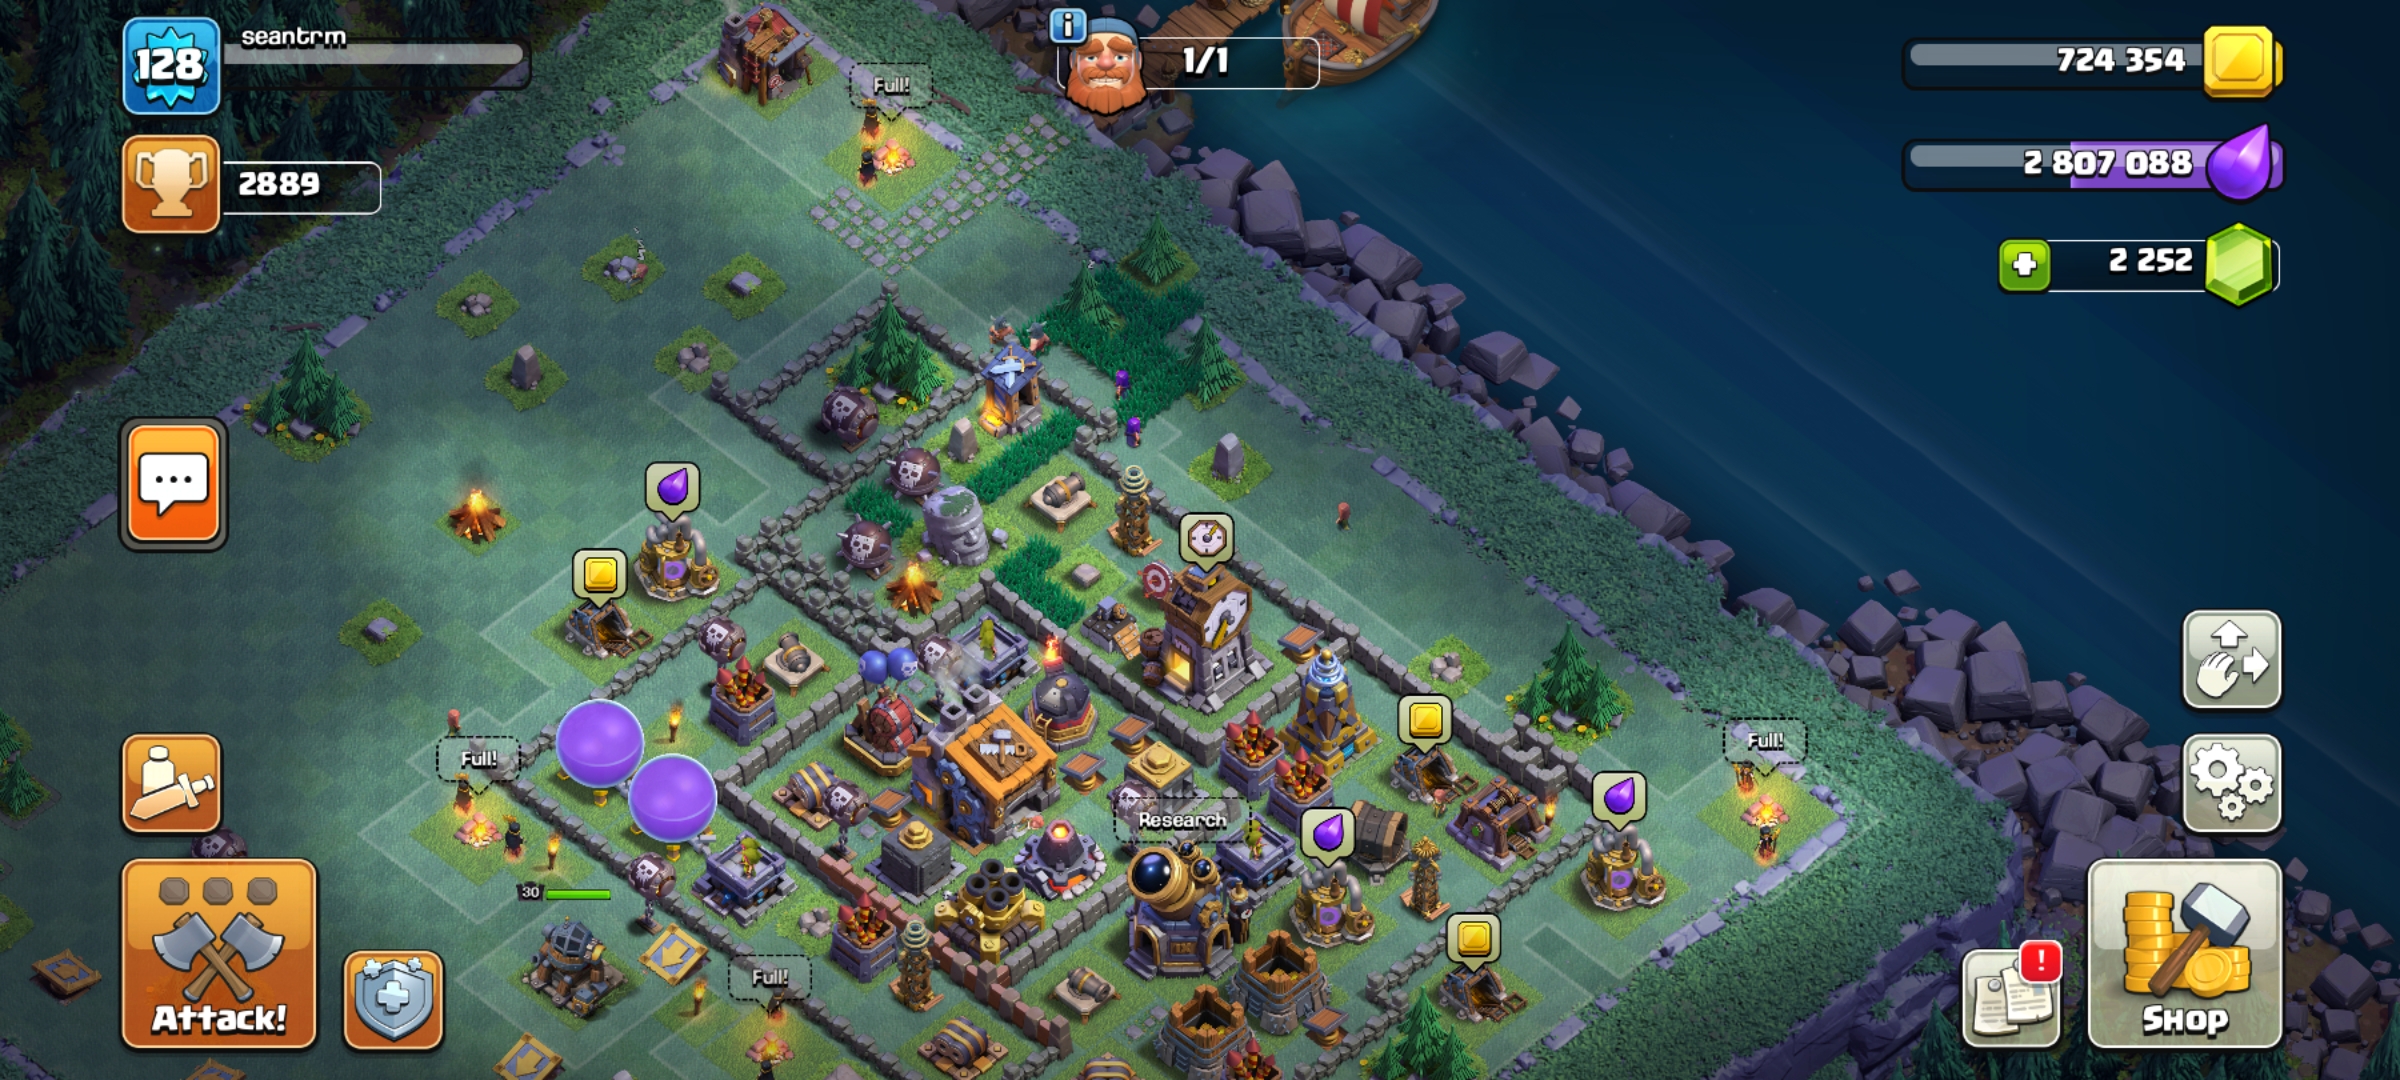 128
seantrm
Full!
i
1/1
724 354
2889
2 807 088
2 252
Full!
Full!
Research
30
Full!
!
Attack!
Shop